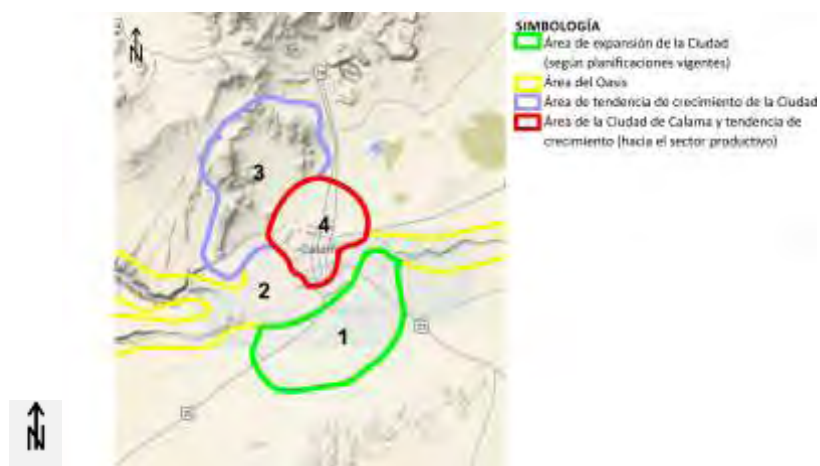 SIMBOLOGÍA
Área de expansión de la Ciudad
(según planificaciones vigentes)
Área del Oasis
Área de tendencia de crecimiento de la Ciudad
Área de la Ciudad de Calama y tendencia de
crecimiento (hacia el sector productivo)
N
3
4
Calama
2
1
N